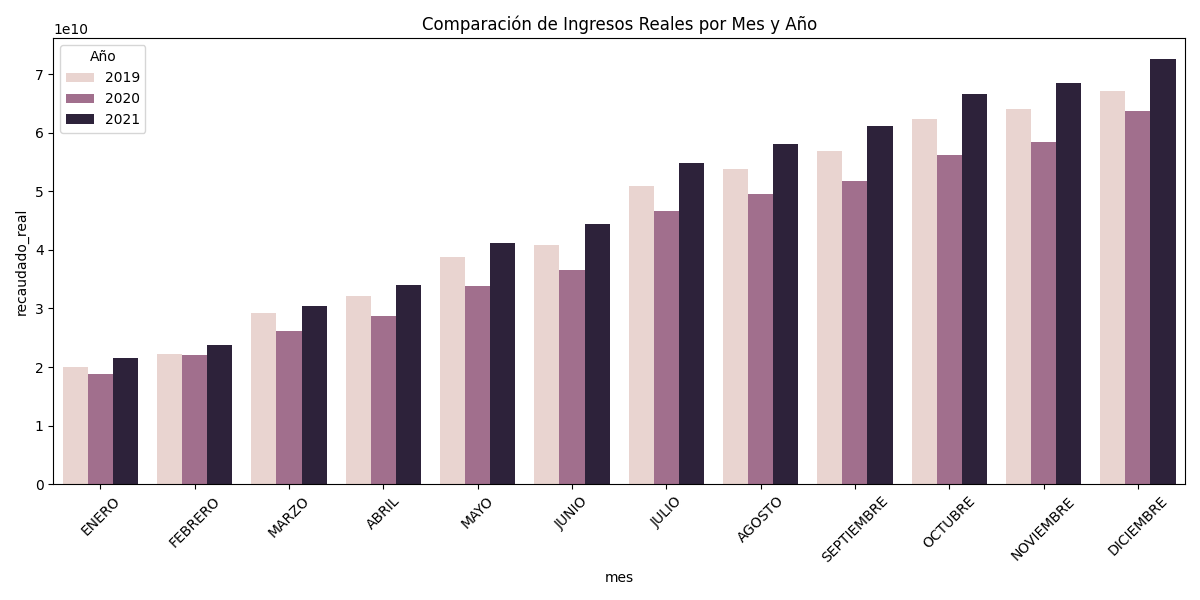 Comparación de Ingresos Reales por Mes y Año
1e10
Año
2019
2020
2021
7
6
5
4
3
2
1
0
recaudado_real
ENERO
FEBRERO
MARZO
ABRIL
MAYO
JUNIO
JULIO
AGOSTO
SEPTIEMBRE
OCTUBRE
NOVIEMBRE
DICIEMBRE
mes